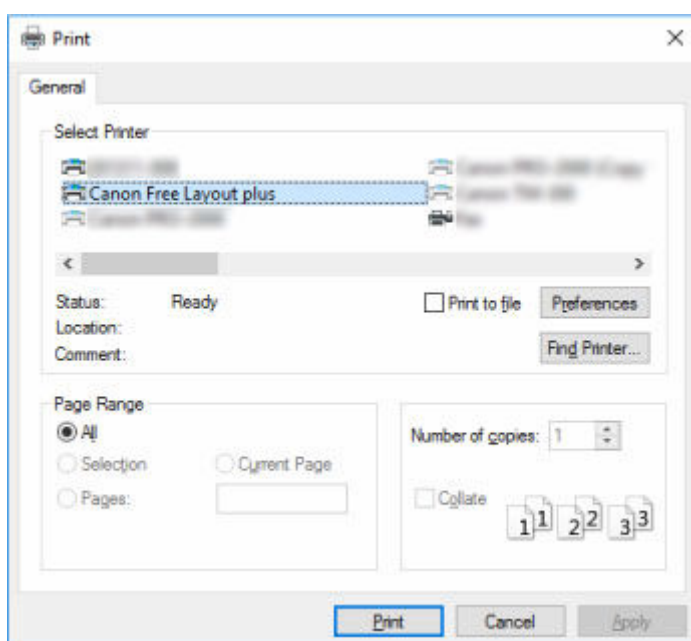 Print
General
Select Printer
Canon Free Layout plus
Status: Ready
Print to file
Preferences
Location:
Comment:
Find Printer...
Page Range
All
Selection
Current Page
Pages:
Number of copies: 1
Collate
1 1 2 2 3 3
Print
Cancel
Apply